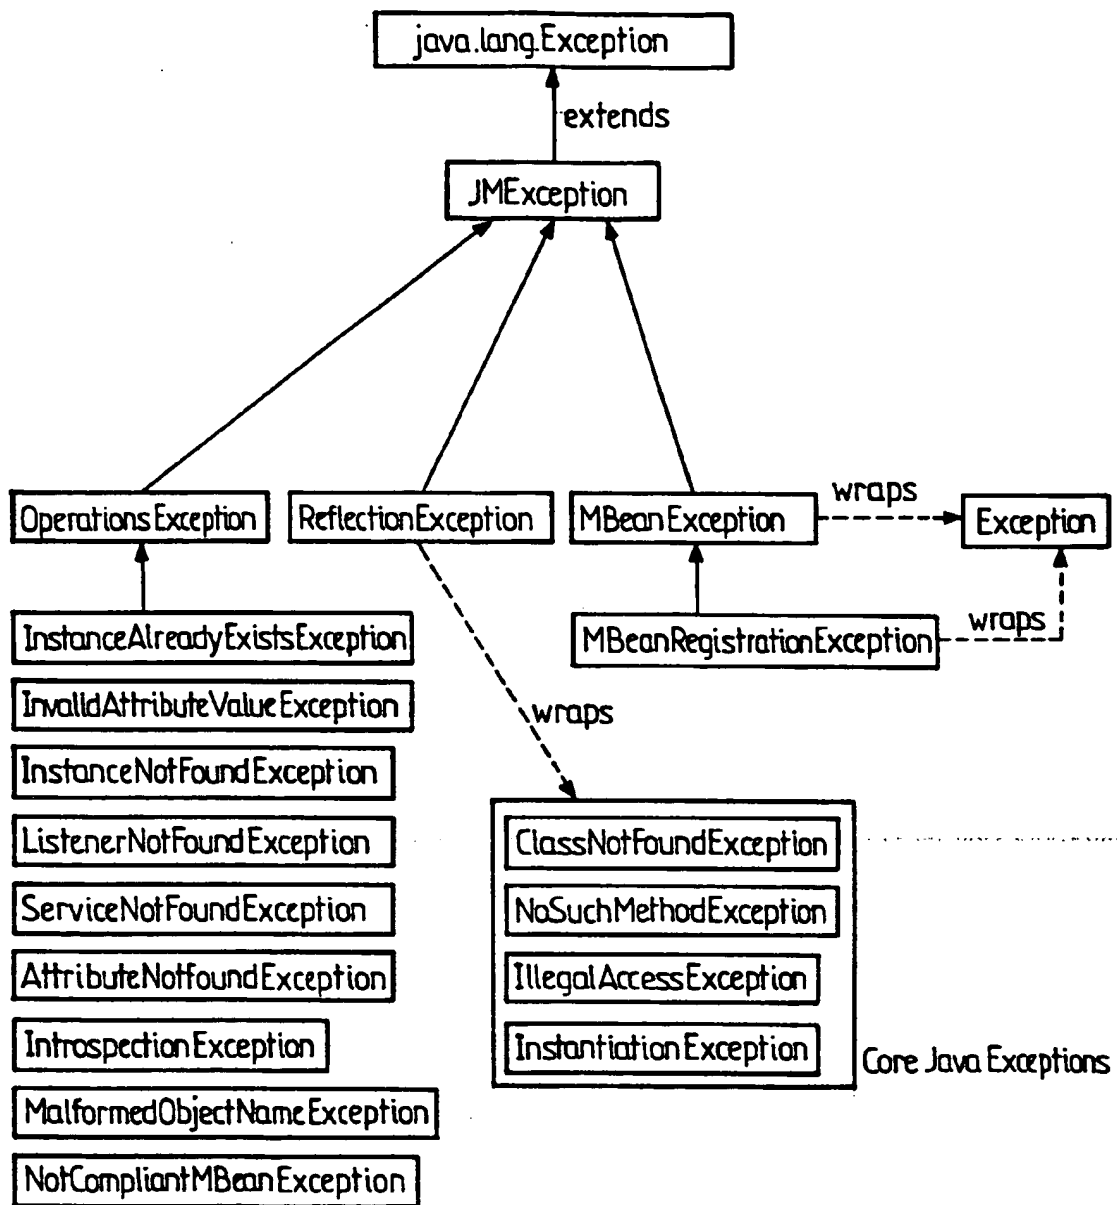 java.lang.Exception
extends
JMException
OperationsException
ReflectionException
MBeanException
wraps
Exception
InstanceAlreadyExistsException
MBeanRegistrationException
wraps
InvalidAttributeValueException
wraps
InstanceNotFoundException
ListenerNotFoundException
ServiceNotFoundException
AttributeNotfoundException
IntrospectionException
MalformedObjectNameException
NotCompliantMBeanException
ClassNotFoundException
NoSuchMethodException
IllegalAccessException
InstantiationException
Core Java Exceptions